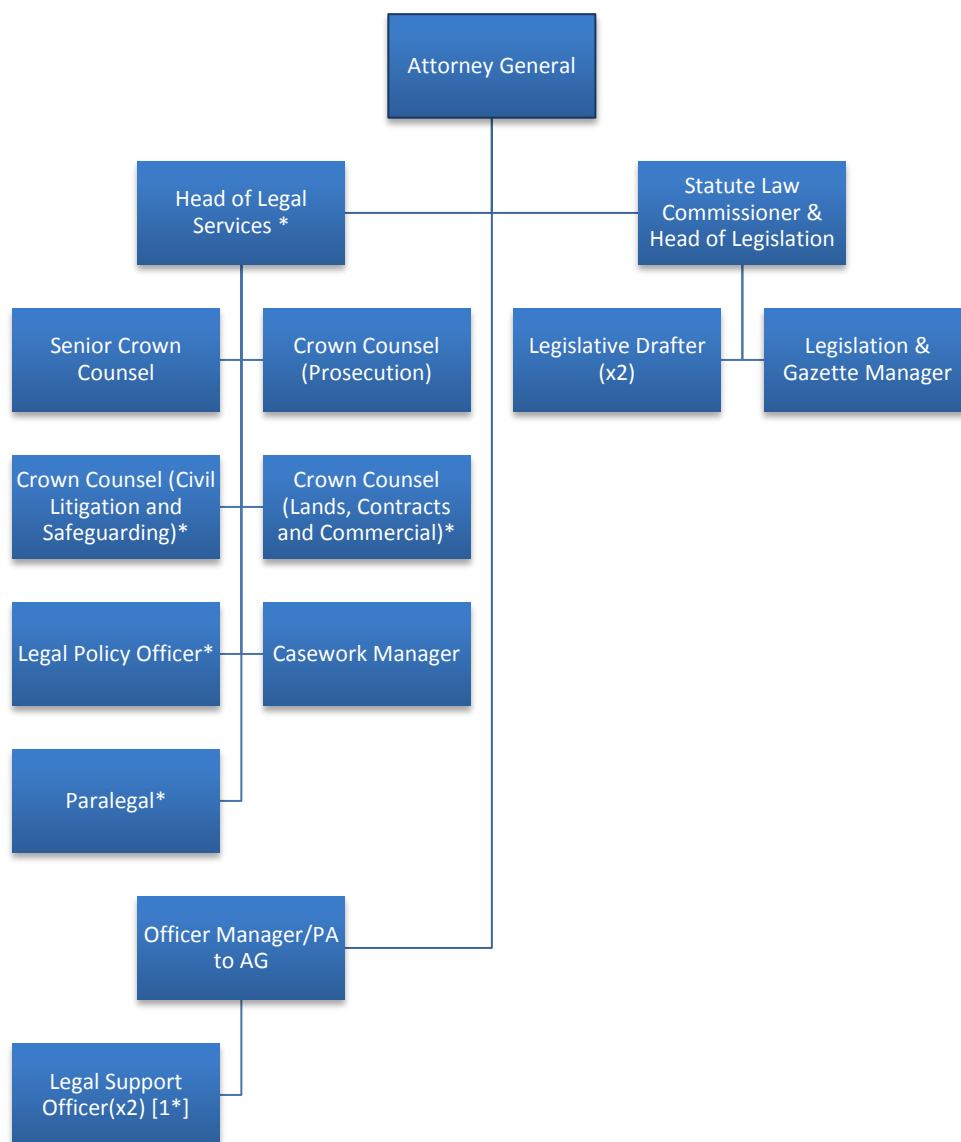 Attorney General
Head of Legal
Services *
Statute Law
Commissioner &
Head of Legislation
Senior Crown
Counsel
Crown Counsel
(Prosecution)
Legislative Drafter
(x2)
Legislation &
Gazette Manager
Crown Counsel (Civil
Litigation and
Safeguarding)*
Crown Counsel
(Lands, Contracts
and Commercial)*
Legal Policy Officer*
Casework Manager
Paralegal*
Officer Manager/PA
to AG
Legal Support
Officer(x2) [1*]